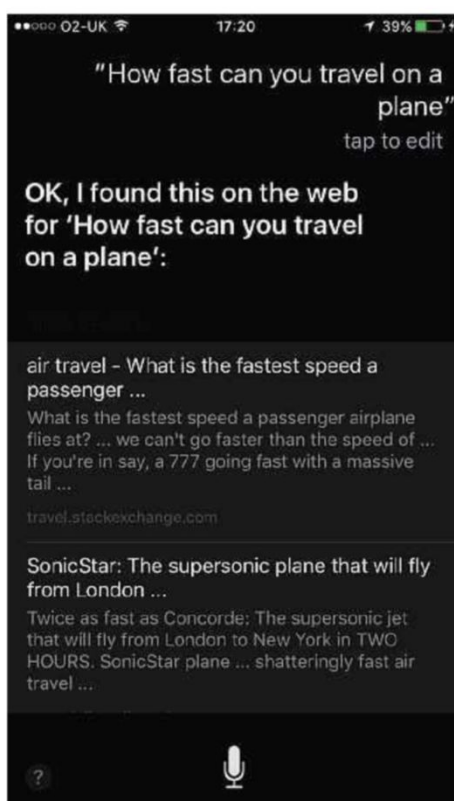 O2-UK 17:20 39%
"How fast can you travel on a
plane"
tap to edit
OK, I found this on the web
for 'How fast can you travel
on a plane':
air travel - What is the fastest speed a
passenger ...
What is the fastest speed a passenger airplane
flies at? ... we can't go faster than the speed of ...
If you're in say, a 777 going fast with a massive
tail ...
travel.stackexchange.com
SonicStar: The supersonic plane that will fly
from London ...
Twice as fast as Concorde: The supersonic jet
that will fly from London to New York in TWO
HOURS. SonicStar plane ... shatteringly fast air
travel ...
?